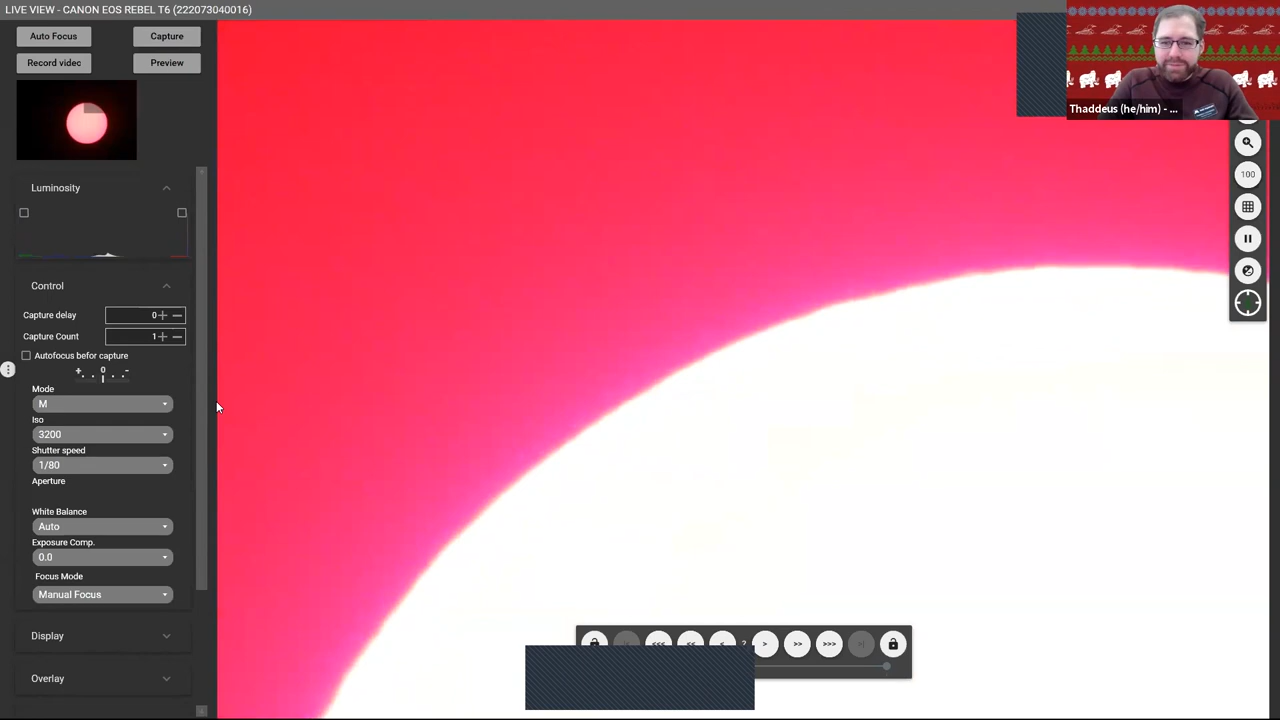 LIVE VIEW - CANON EOS REBEL T6 (222073040016)
Auto Focus
Capture
Record video
Preview
Thaddeus (he/him) - ...
Luminosity
100
Control
Capture delay
0
Capture Count
1
Autofocus befor capture
+ 0 -
Mode
M
Iso
3200
Shutter speed
1/80
Aperture
White Balance
Auto
Exposure Comp.
0.0
Focus Mode
Manual Focus
<<< << < ? > >> >>> >|
Display
Overlay